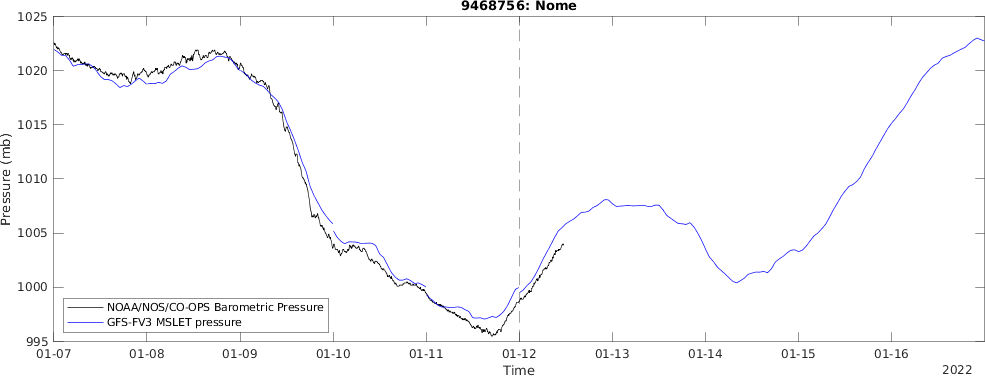 9468756: Nome
Pressure (mb)
1025
1020
1015
1010
1005
1000
995
NOAA/NOS/CO-OPS Barometric Pressure
GFS-FV3 MSLET pressure
01-07 01-08 01-09 01-10 01-11 01-12 01-13 01-14 01-15 01-16
Time
2022